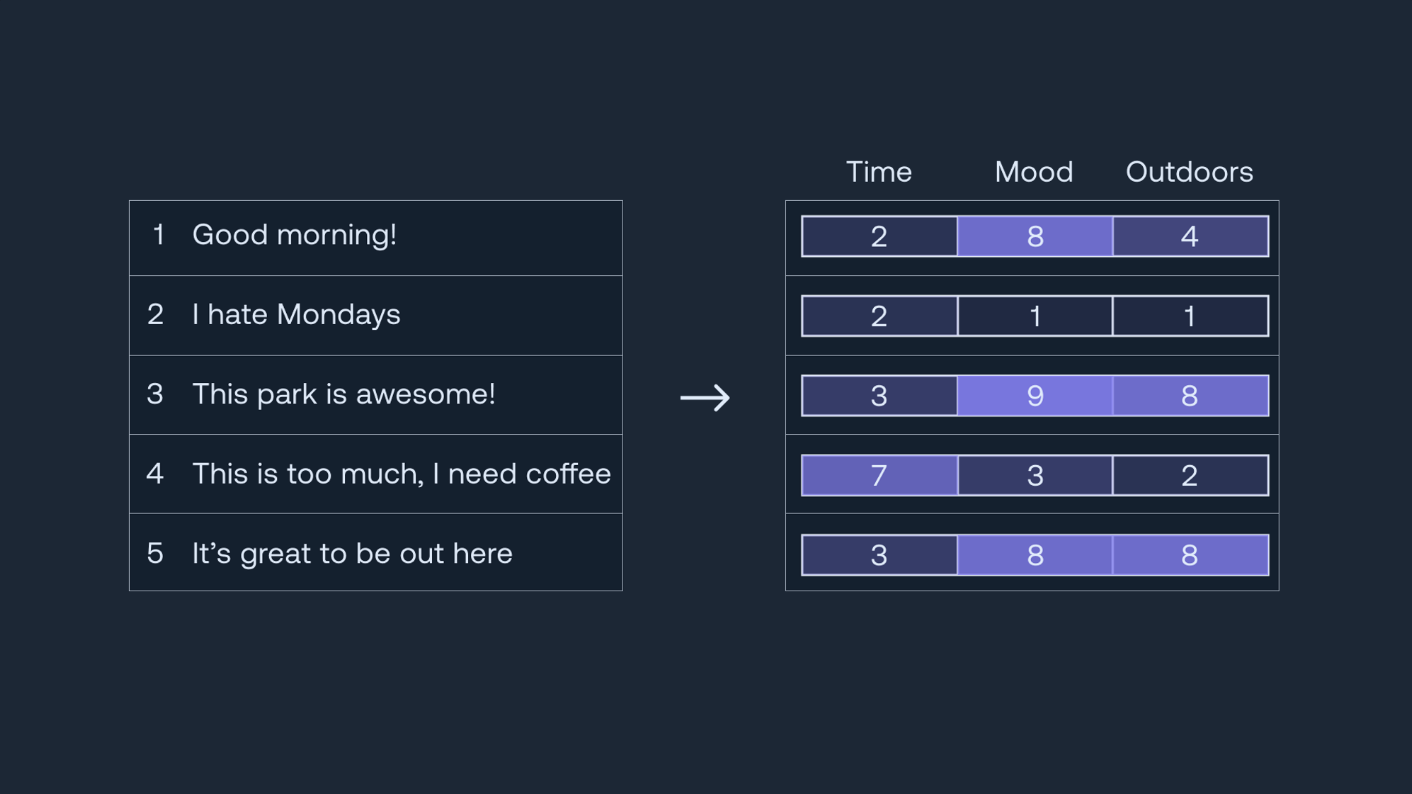 Time Mood Outdoors
1 Good morning! 2 8 4
2 I hate Mondays 2 1 1
3 This park is awesome! 3 9 8
4 This is too much, I need coffee 7 3 2
5 It’s great to be out here 3 8 8